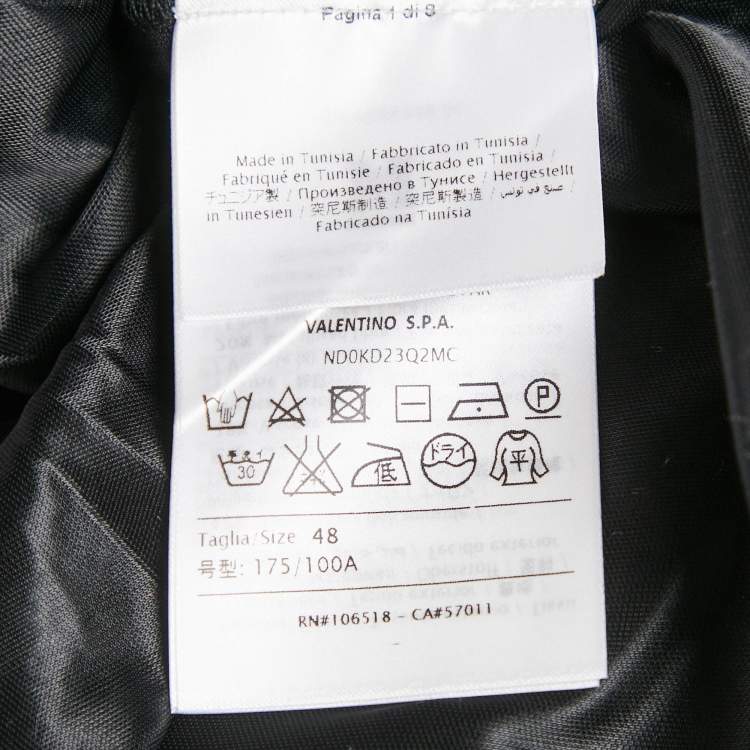 Pagina 1 di 8
Made in Tunisia / Fabbricato in Tunisia /
Fabriqué en Tunisie / Fabricado en Tunisia /
チュニジア製 / Произведено в Тунисе / Hergestellt
in Tunesien / 突尼斯制造 / 突尼斯製造 / صنع في تونس /
Fabricado na Tunísia
VALENTINO S.P.A.
ND0KD23Q2MC
P
30
低
ドライ
平
Taglia/Size 48
号型: 175/100A
RN#106518 - CA#57011